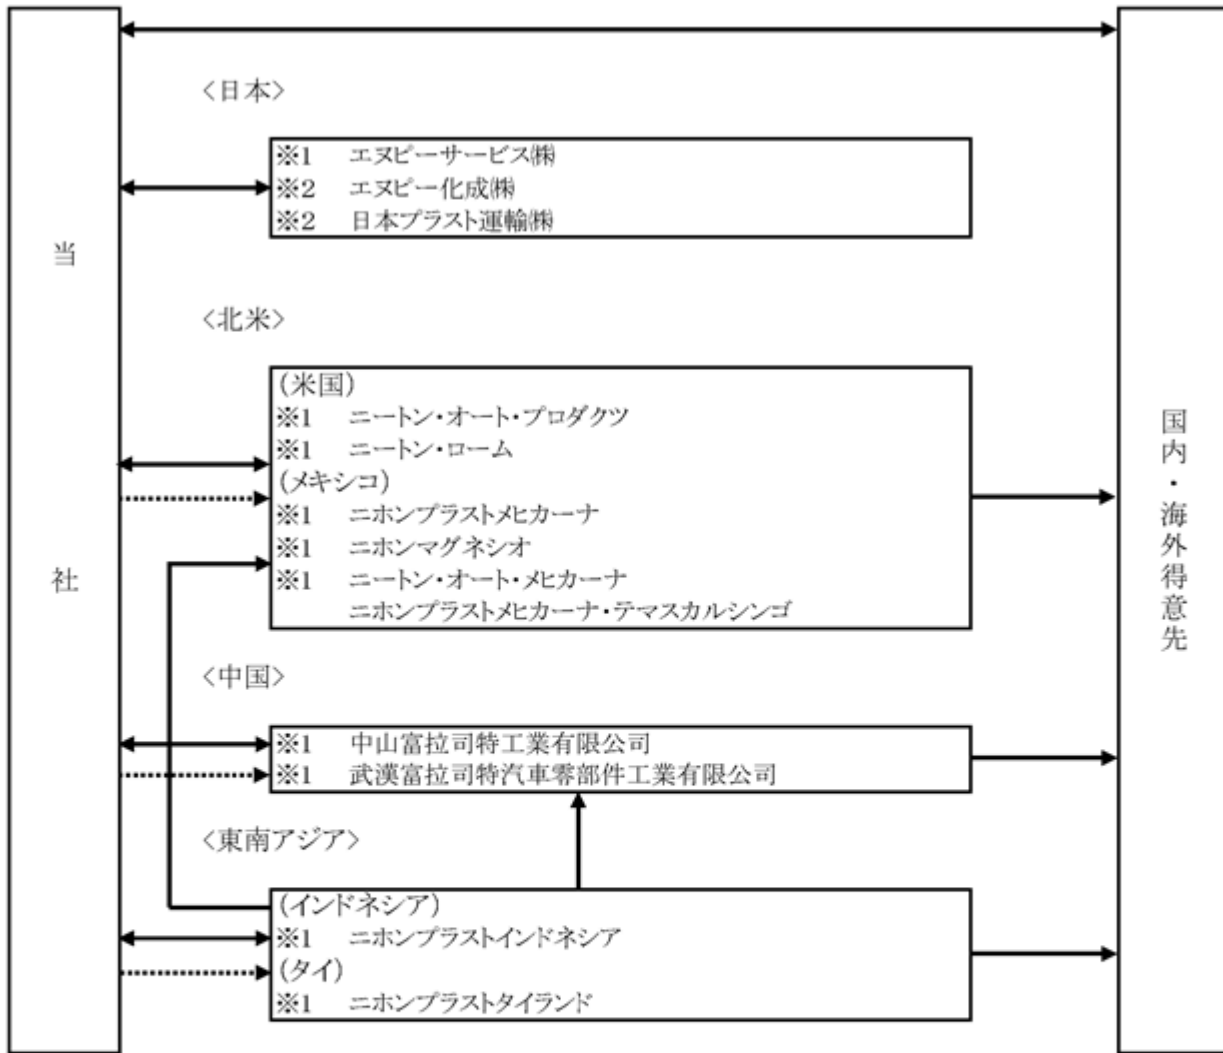 <日本>
※1 エヌピーサービス㈱
※2 エヌピー化成㈱
※2 日本プラスト運輸㈱
当社
<北米>
(米国)
※1 ニートン・オート・プロダクツ
※1 ニートン・ローム
(メキシコ)
※1 ニホンプラストメヒカーナ
※1 ニホンマグネシオ
※1 ニートン・オート・メヒカーナ
ニホンプラストメヒカーナ・テマスカルシンゴ
国内・海外得意先
<中国>
※1 中山富拉司特工業有限公司
※1 武漢富拉司特汽車零部件工業有限公司
<東南アジア>
(インドネシア)
※1 ニホンプラストインドネシア
(タイ)
※1 ニホンプラストタイランド